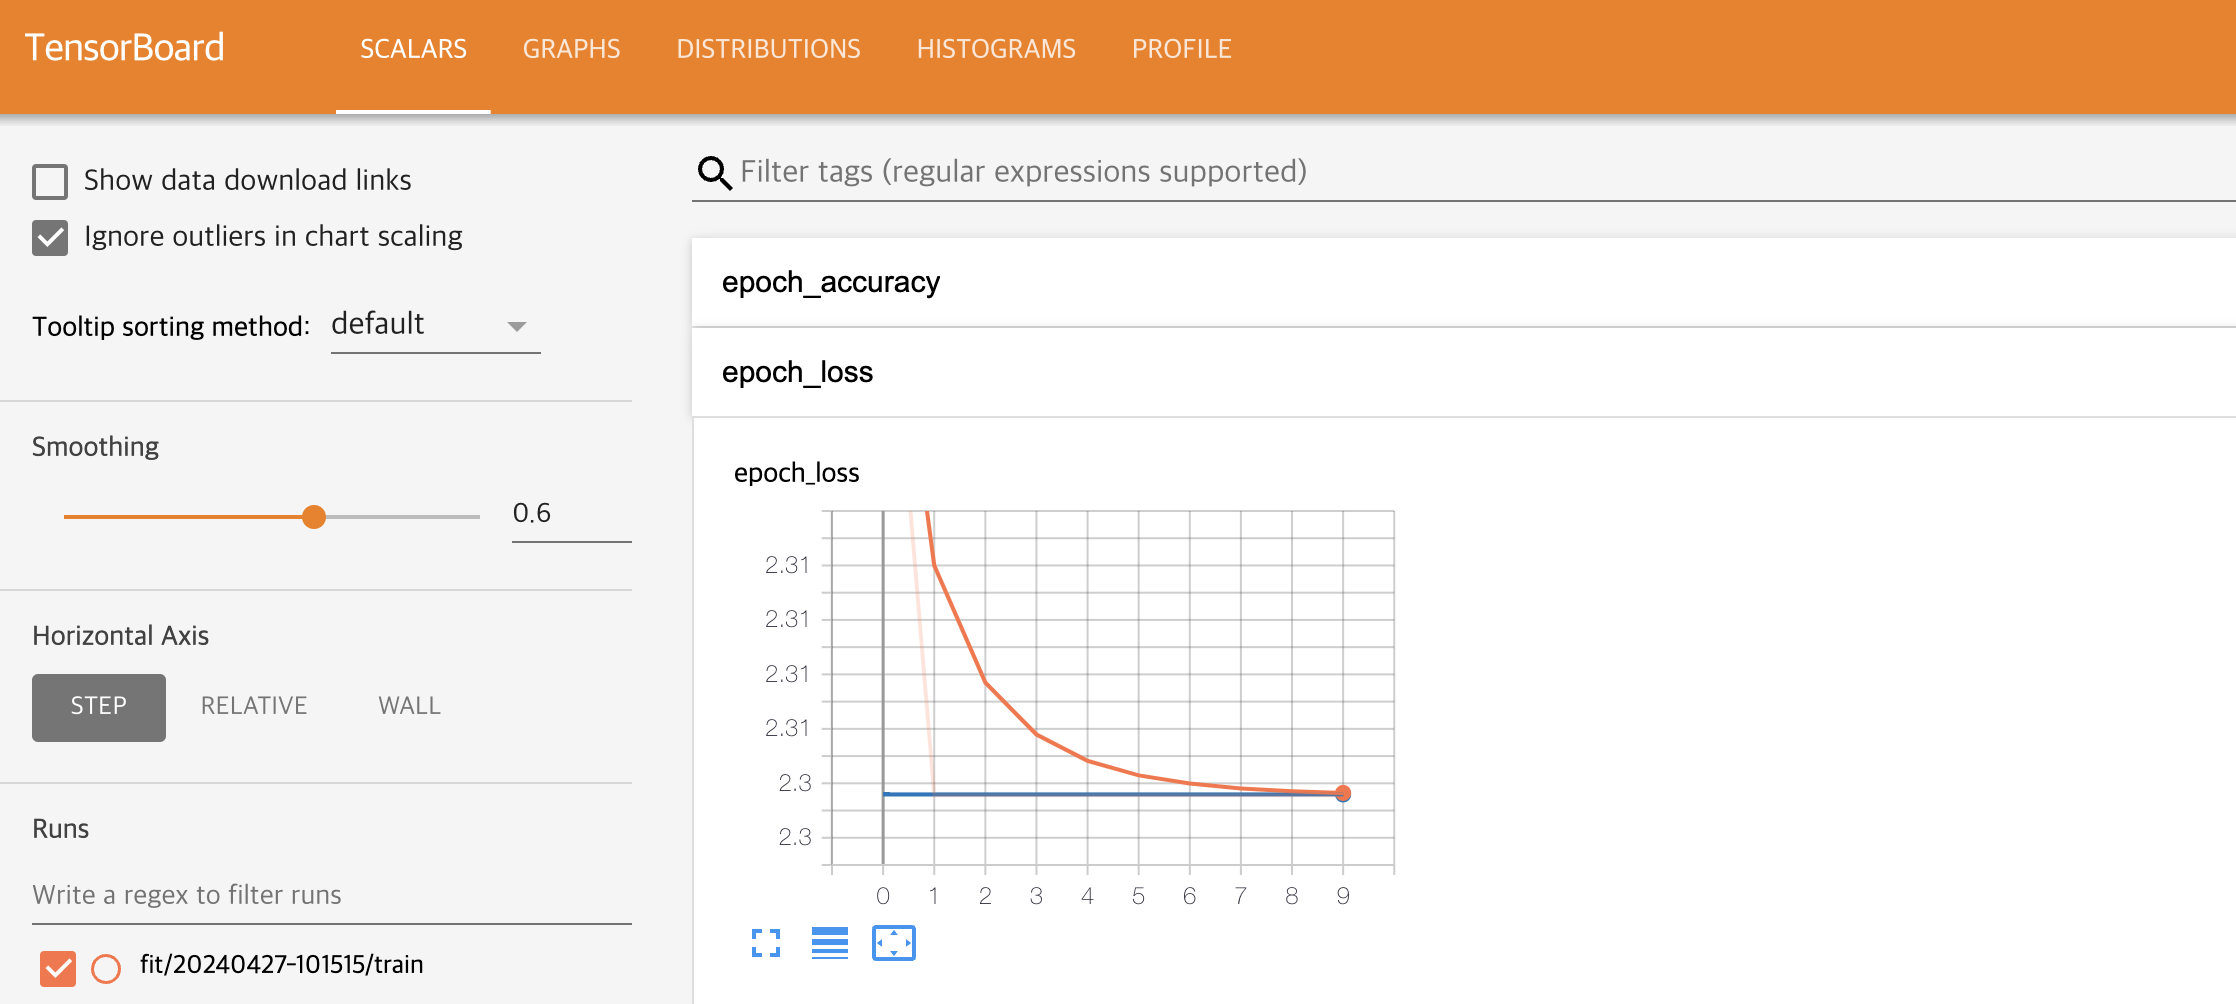 TensorBoard SCALARS GRAPHS DISTRIBUTIONS HISTOGRAMS PROFILE
Show data download links
Ignore outliers in chart scaling
Tooltip sorting method: default
Smoothing
0.6
Horizontal Axis
STEP RELATIVE WALL
Runs
Write a regex to filter runs
fit/20240427-101515/train
Filter tags (regular expressions supported)
epoch_accuracy
epoch_loss
epoch_loss
2.31
2.31
2.31
2.31
2.3
2.3
0 1 2 3 4 5 6 7 8 9